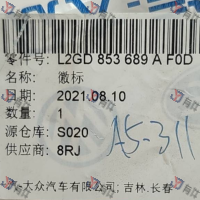 零件号: L2GD 853 689 A F0D
名称: 徽标
日期: 2021.08.10
数量: 1
源仓库: S020
供应商: 8RJ
A5-311
大众汽车有限公司; 吉林.长春